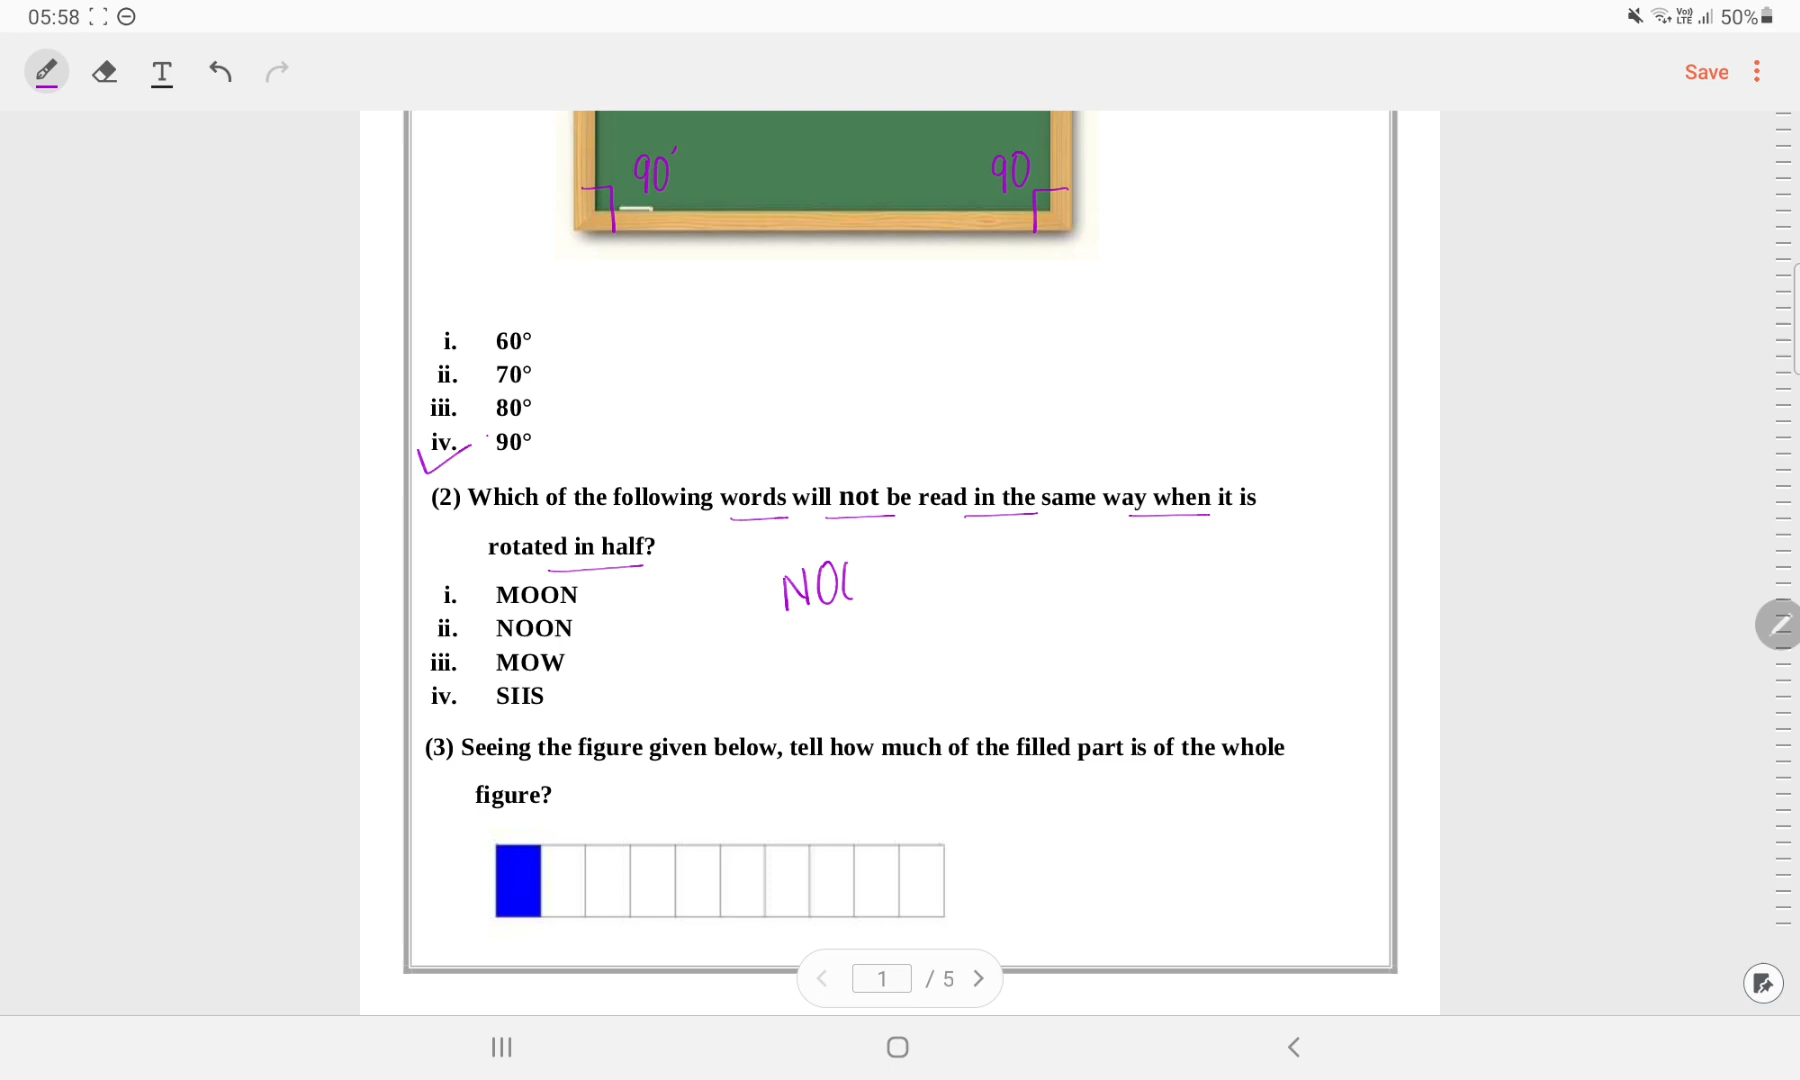 05:58
Vo)) LTE 50%
T Save
90' 90
i. 60°
ii. 70°
iii. 80°
iv. 90°
(2) Which of the following words will not be read in the same way when it is
rotated in half?
NO(
i. MOON
ii. NOON
iii. MOW
iv. SIIS
(3) Seeing the figure given below, tell how much of the filled part is of the whole
figure?
1 / 5